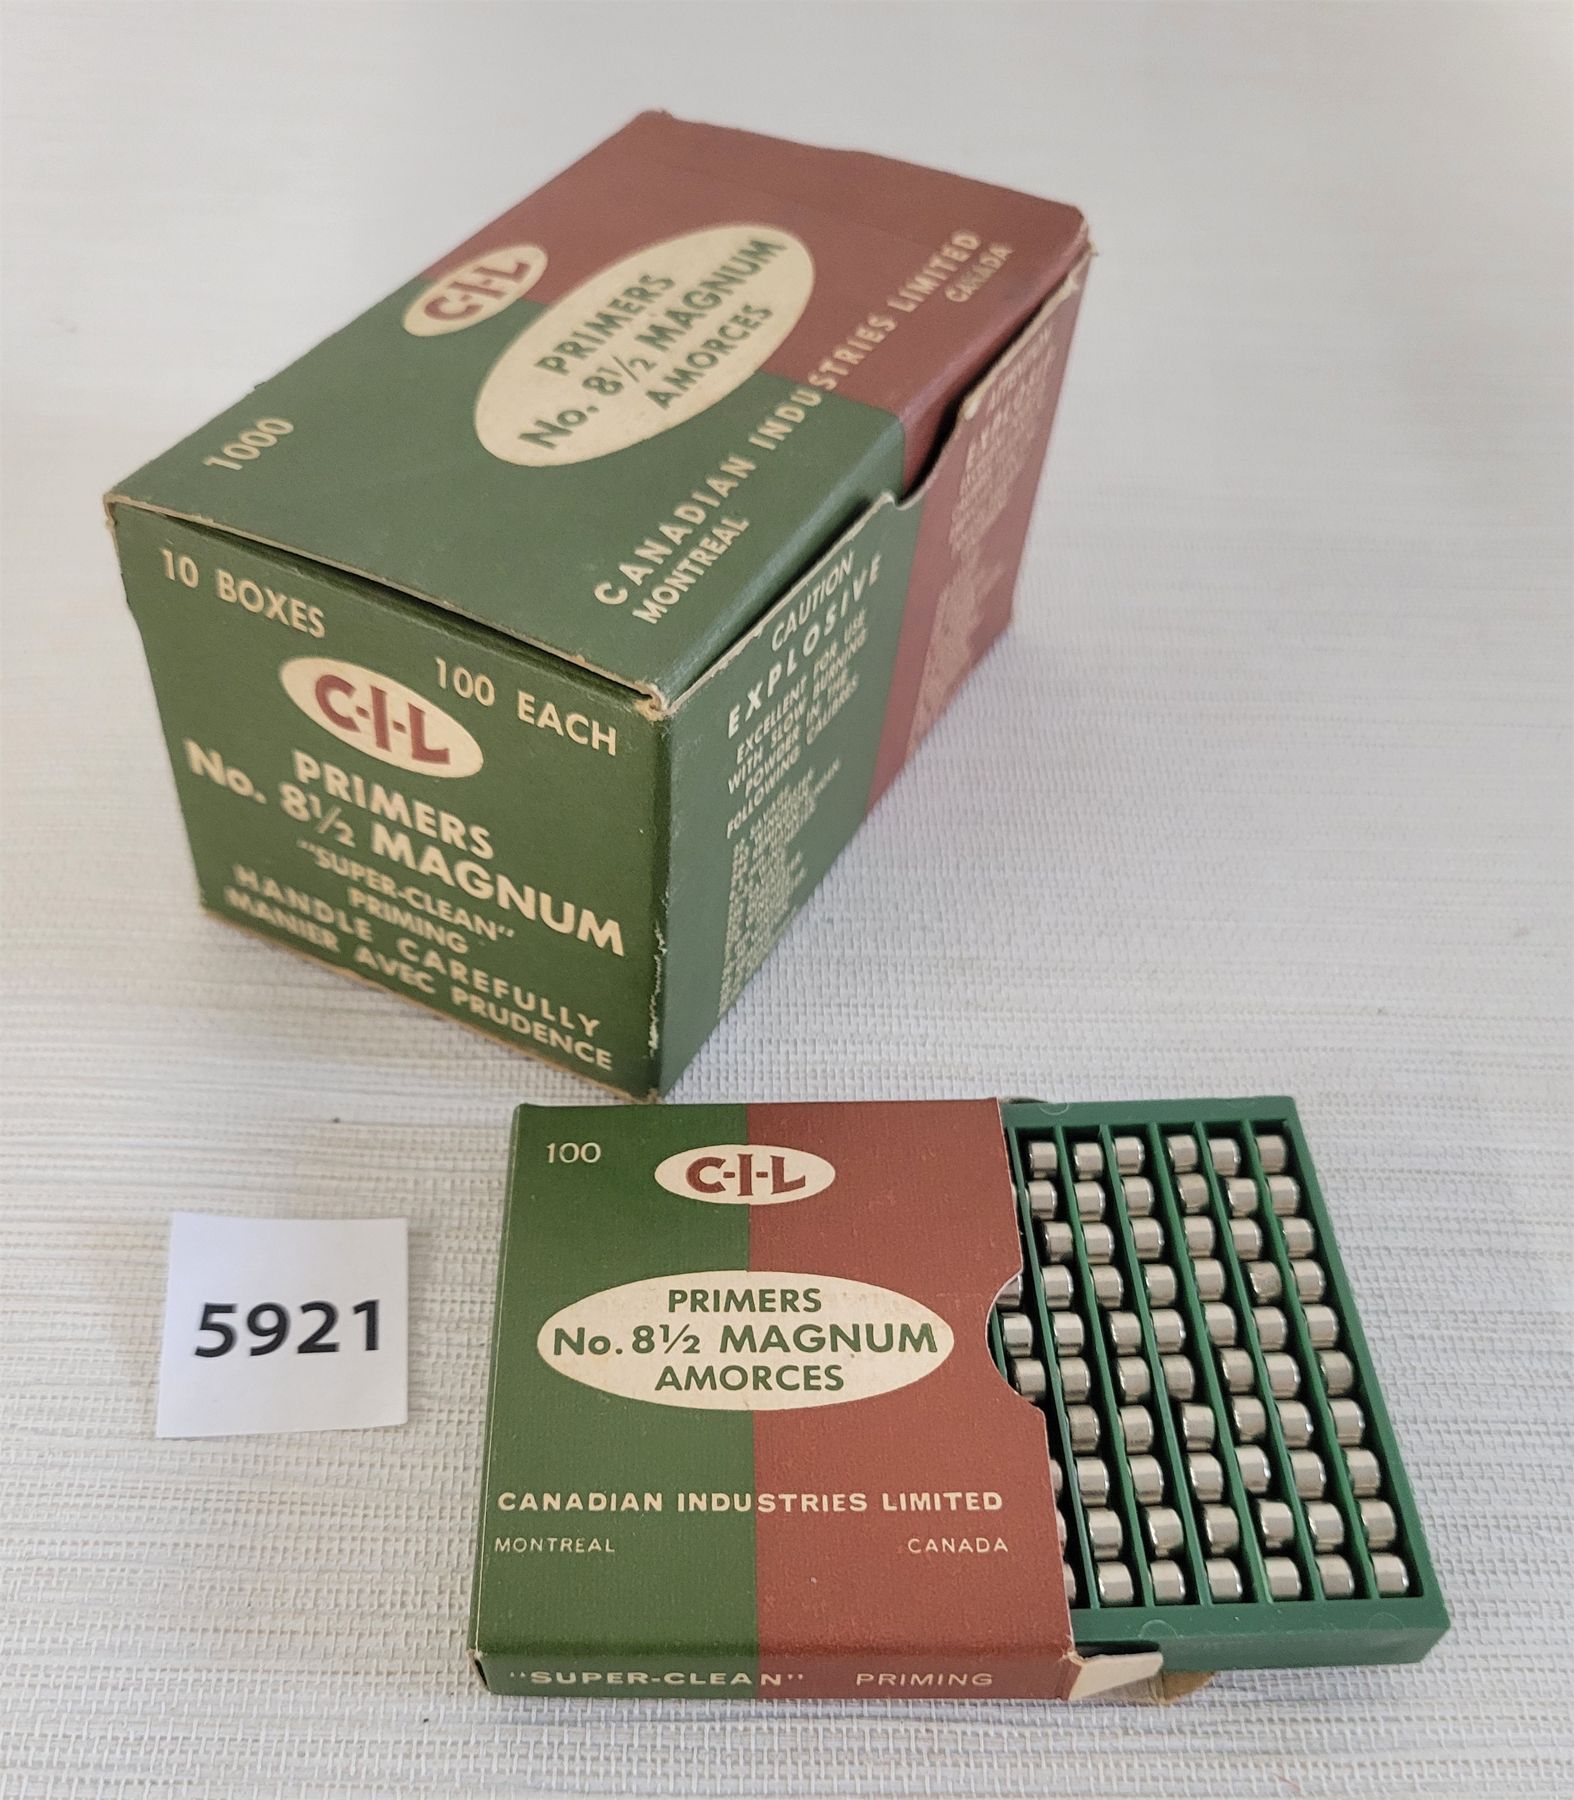 C-I-L
PRIMERS
No. 8½ MAGNUM
AMORCES
1000
CANADIAN INDUSTRIES LIMITED
MONTREAL CANADA
10 BOXES 100 EACH
C-I-L
PRIMERS
No. 8½ MAGNUM
"SUPER-CLEAN"
PRIMING
HANDLE CAREFULLY
MANIER AVEC PRUDENCE
CAUTION
EXPLOSIVE
EXCELLENT FOR USE
WITH SLOW BURNING
POWDER IN THE
FOLLOWING CALIBRES
5921
100
C-I-L
PRIMERS
No. 8½ MAGNUM
AMORCES
CANADIAN INDUSTRIES LIMITED
MONTREAL CANADA
"SUPER-CLEAN" PRIMING